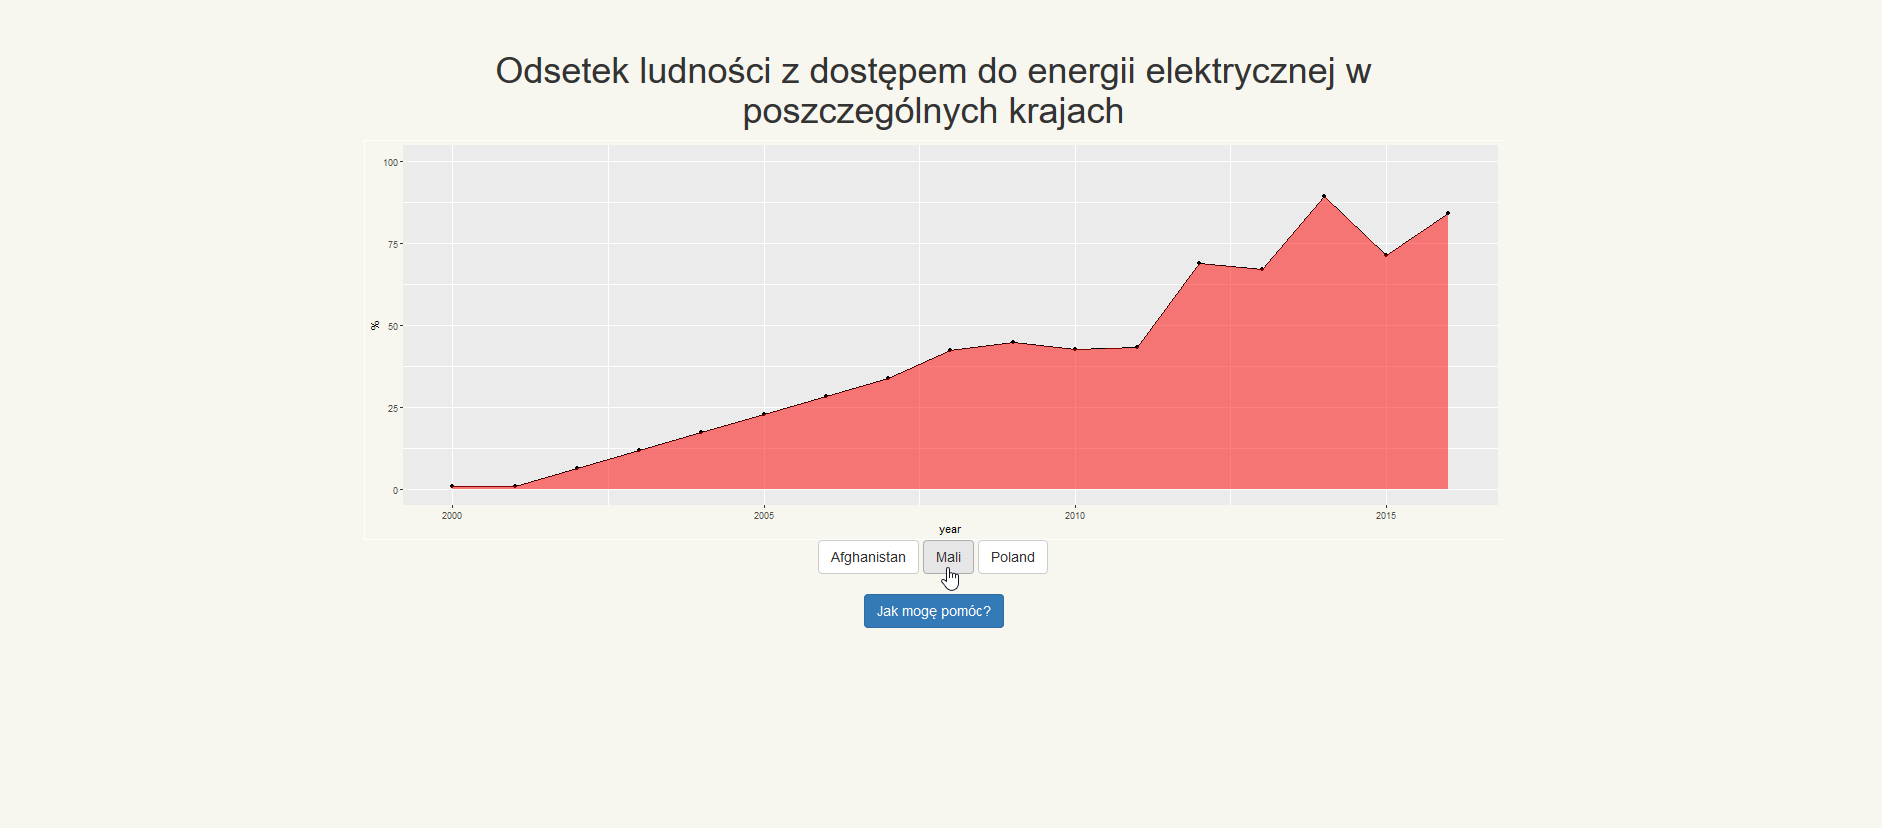 Odsetek ludności z dostępem do energii elektrycznej w
poszczególnych krajach
100
75
%
50
25
0
2000 2005 2010 2015
year
Afghanistan Mali Poland
Jak mogę pomóc?